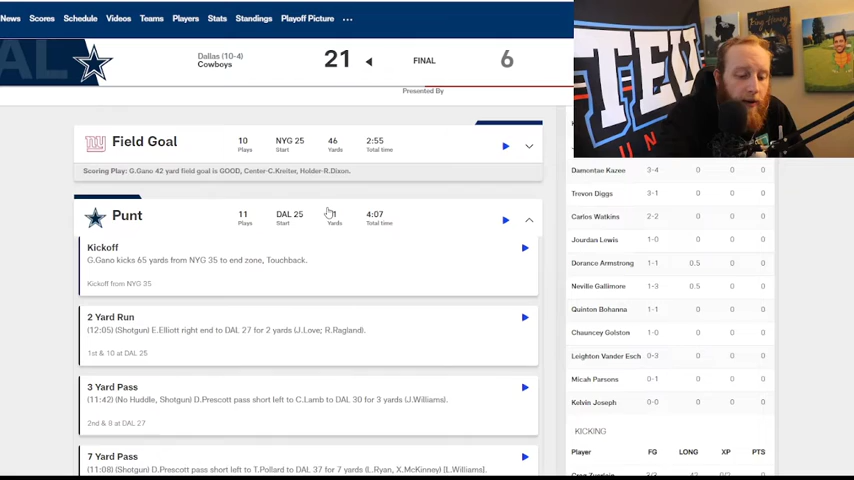 News Scores Schedule Videos Teams Players Stats Standings Playoff Picture ...
Dallas (10-4)
Cowboys
21
FINAL
6
Presented By
Field Goal
10
Plays
NYG 25
Start
46
Yards
2:55
Total time
Scoring Play: G.Gano 42 yard field goal is GOOD, Center-C.Kreiter, Holder-R.Dixon.
Punt
11
Plays
DAL 25
Start
Yards
4:07
Total time
Kickoff
G.Gano kicks 65 yards from NYG 35 to end zone, Touchback.
Kickoff from NYG 35
2 Yard Run
(12:05) (Shotgun) E.Elliott right end to DAL 27 for 2 yards (J.Love; R.Ragland).
1st & 10 at DAL 25
3 Yard Pass
(11:42) (No Huddle, Shotgun) D.Prescott pass short left to C.Lamb to DAL 30 for 3 yards (J.Williams).
2nd & 8 at DAL 27
7 Yard Pass
(11:08) (Shotgun) D.Prescott pass short left to T.Pollard to DAL 37 for 7 yards (L.Ryan, X.McKinney) [L.Williams].
Damontae Kazee 3-4 0 0 0
Trevon Diggs 3-1 0 0 0
Carlos Watkins 2-2 0 0 0
Jourdan Lewis 1-0 0 0 0
Dorance Armstrong 1-1 0.5 0 0
Neville Gallimore 1-3 0.5 0 0
Quinton Bohanna 1-1 0 0 0
Chauncey Golston 1-0 0 0 0
Leighton Vander Esch 0-3 0 0 0
Micah Parsons 0-1 0 0 0
Kelvin Joseph 0-0 0 0 0
KICKING
Player FG LONG XP PTS